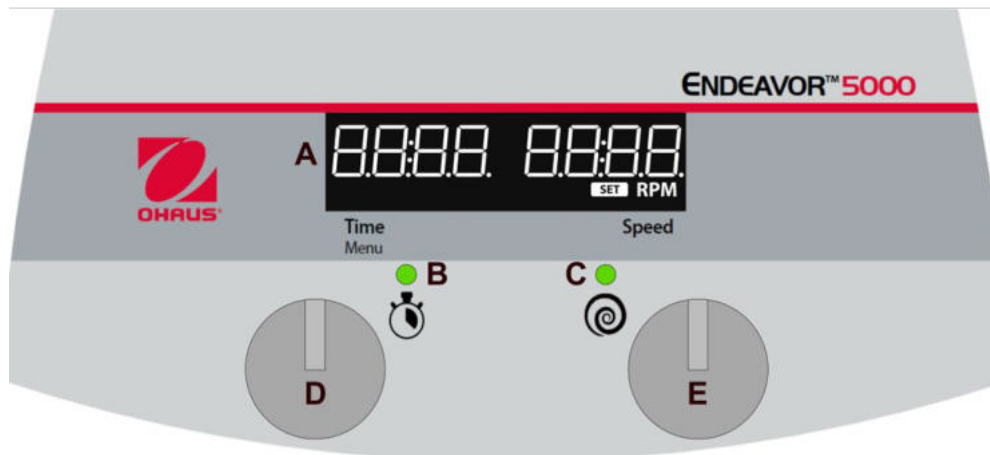 ENDEAVOR™5000
A 88:88. 88:88.
SET RPM
OHAUS®
Time Speed
Menu
B C
D E